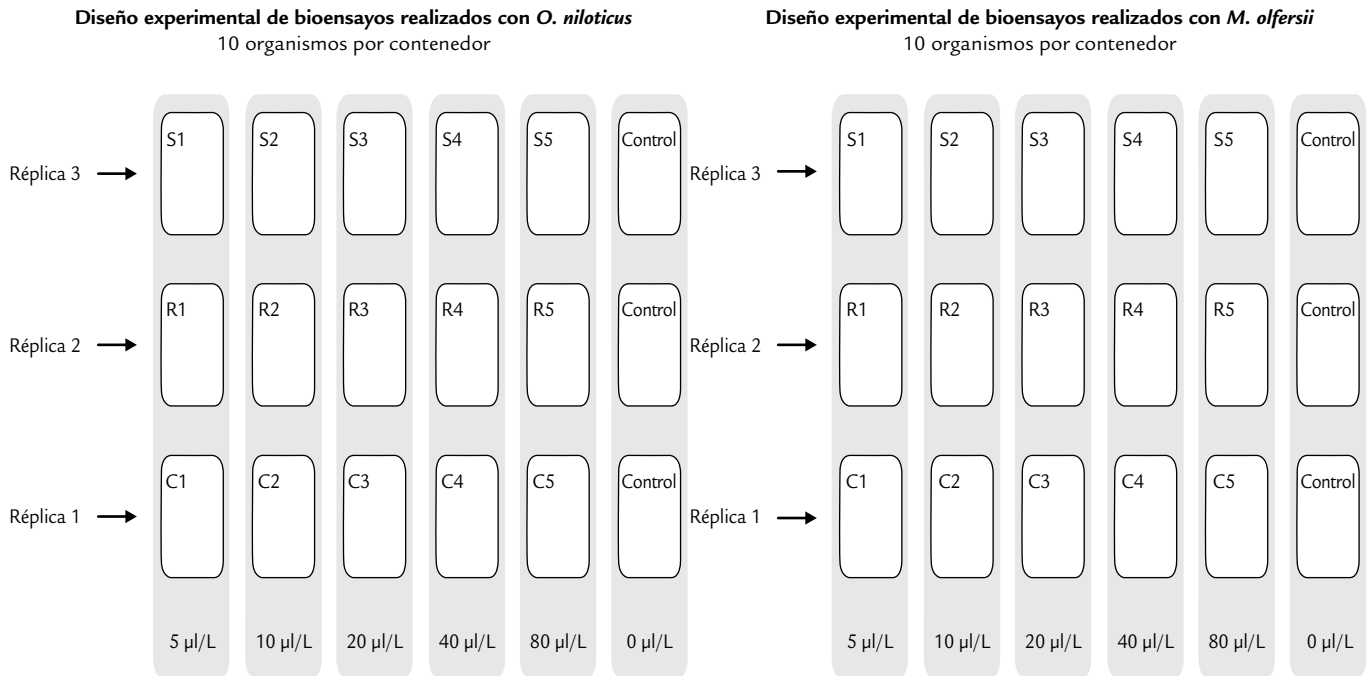 Diseño experimental de bioensayos realizados con O. niloticus
10 organismos por contenedor
Réplica 3
S1
S2
S3
S4
S5
Control
Réplica 2
R1
R2
R3
R4
R5
Control
Réplica 1
C1
C2
C3
C4
C5
Control
5 µl/L
10 µl/L
20 µl/L
40 µl/L
80 µl/L
0 µl/L
Diseño experimental de bioensayos realizados con M. olfersii
10 organismos por contenedor
Réplica 3
S1
S2
S3
S4
S5
Control
Réplica 2
R1
R2
R3
R4
R5
Control
Réplica 1
C1
C2
C3
C4
C5
Control
5 µl/L
10 µl/L
20 µl/L
40 µl/L
80 µl/L
0 µl/L